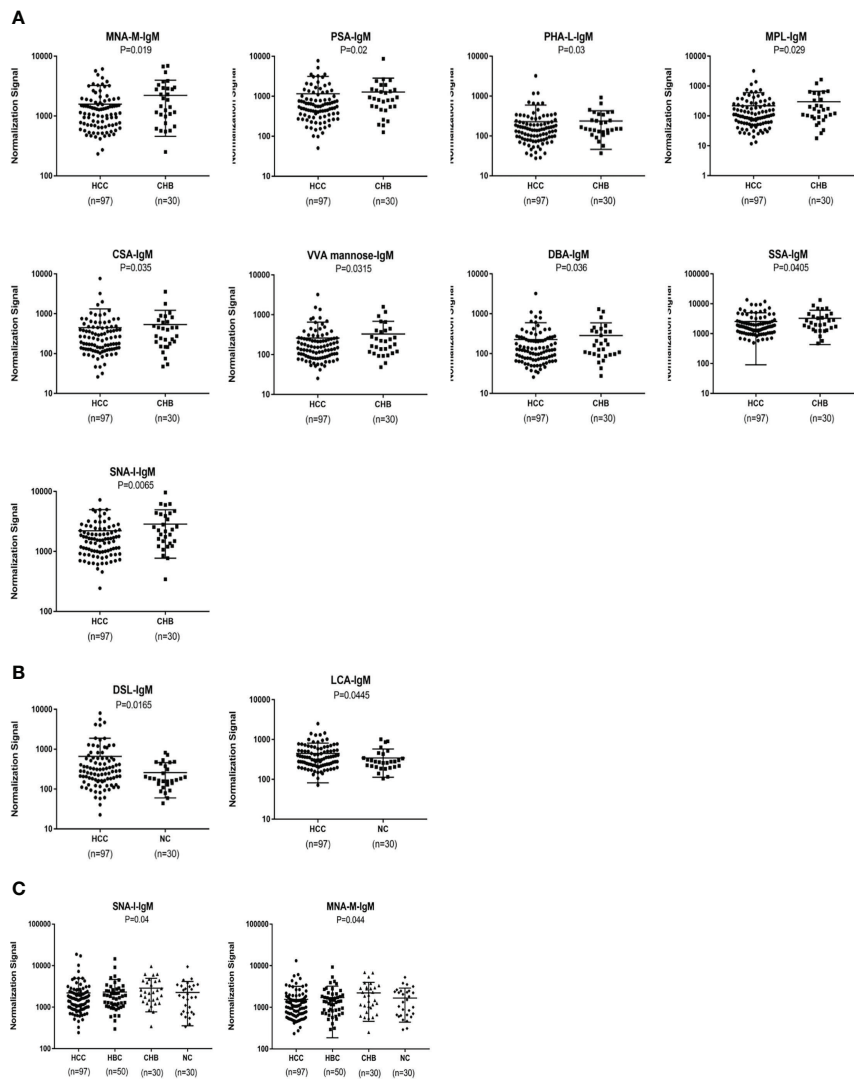 A
MNA-M-IgM
P=0.019
Normalization Signal
10000
1000
100
HCC
CHB
(n=97)
(n=30)
PSA-IgM
P=0.02
Normalization Signal
10000
1000
100
10
HCC
CHB
(n=97)
(n=30)
PHA-L-IgM
P=0.03
Normalization Signal
10000
1000
100
10
HCC
CHB
(n=97)
(n=30)
MPL-IgM
P=0.029
Normalization Signal
10000
1000
100
10
1
HCC
CHB
(n=97)
(n=30)
CSA-IgM
P=0.035
Normalization Signal
10000
1000
100
10
HCC
CHB
(n=97)
(n=30)
VVA mannose-IgM
P=0.0315
Normalization Signal
10000
1000
100
10
HCC
CHB
(n=97)
(n=30)
DBA-IgM
P=0.036
Normalization Signal
10000
1000
100
10
HCC
CHB
(n=97)
(n=30)
SSA-IgM
P=0.0405
Normalization Signal
100000
10000
1000
100
10
HCC
CHB
(n=97)
(n=30)
SNA-I-IgM
P=0.0065
Normalization Signal
10000
1000
100
HCC
CHB
(n=97)
(n=30)
B
DSL-IgM
P=0.0165
Normalization Signal
10000
1000
100
10
HCC
NC
(n=97)
(n=30)
LCA-IgM
P=0.0445
Normalization Signal
10000
1000
100
10
HCC
NC
(n=97)
(n=30)
C
SNA-I-IgM
P=0.04
Normalization Signal
100000
10000
1000
100
HCC
HBC
CHB
NC
(n=97)
(n=50)
(n=30)
(n=30)
MNA-M-IgM
P=0.044
Normalization Signal
100000
10000
1000
100
HCC
HBC
CHB
NC
(n=97)
(n=50)
(n=30)
(n=30)